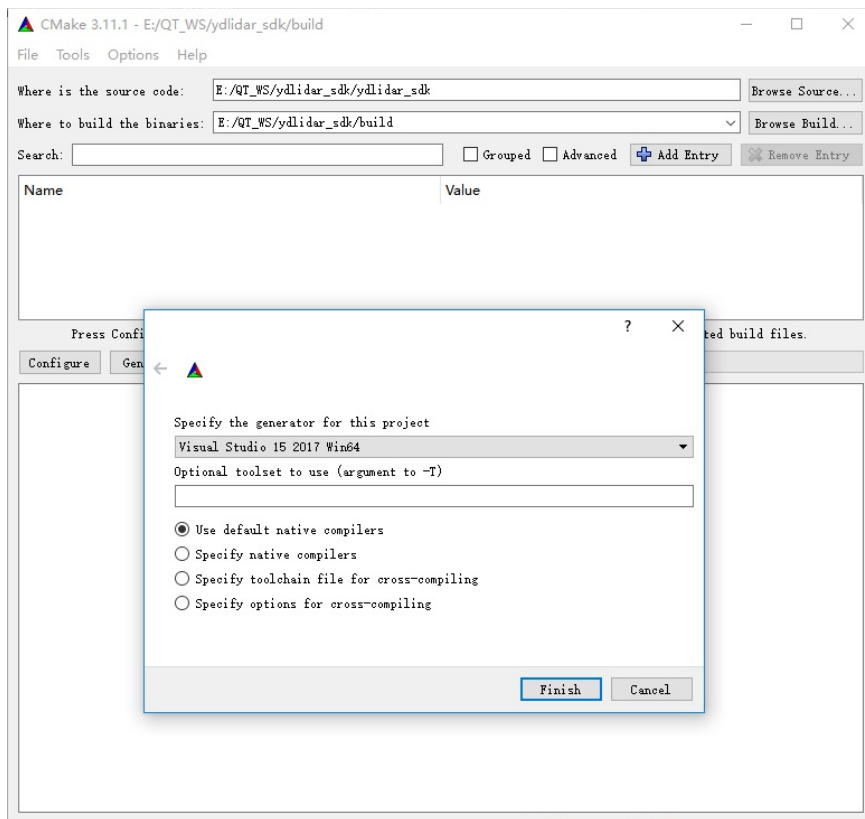 CMake 3.11.1 - E:/QT_WS/ydlidar_sdk/build
File Tools Options Help
Where is the source code: E:/QT_WS/ydlidar_sdk/ydlidar_sdk Browse Source...
Where to build the binaries: E:/QT_WS/ydlidar_sdk/build Browse Build...
Search: Grouped Advanced Add Entry Remove Entry
Name Value
Press Confi ted build files.
Configure Gen
?
Specify the generator for this project
Visual Studio 15 2017 Win64
Optional toolset to use (argument to -T)
Use default native compilers
Specify native compilers
Specify toolchain file for cross-compiling
Specify options for cross-compiling
Finish Cancel